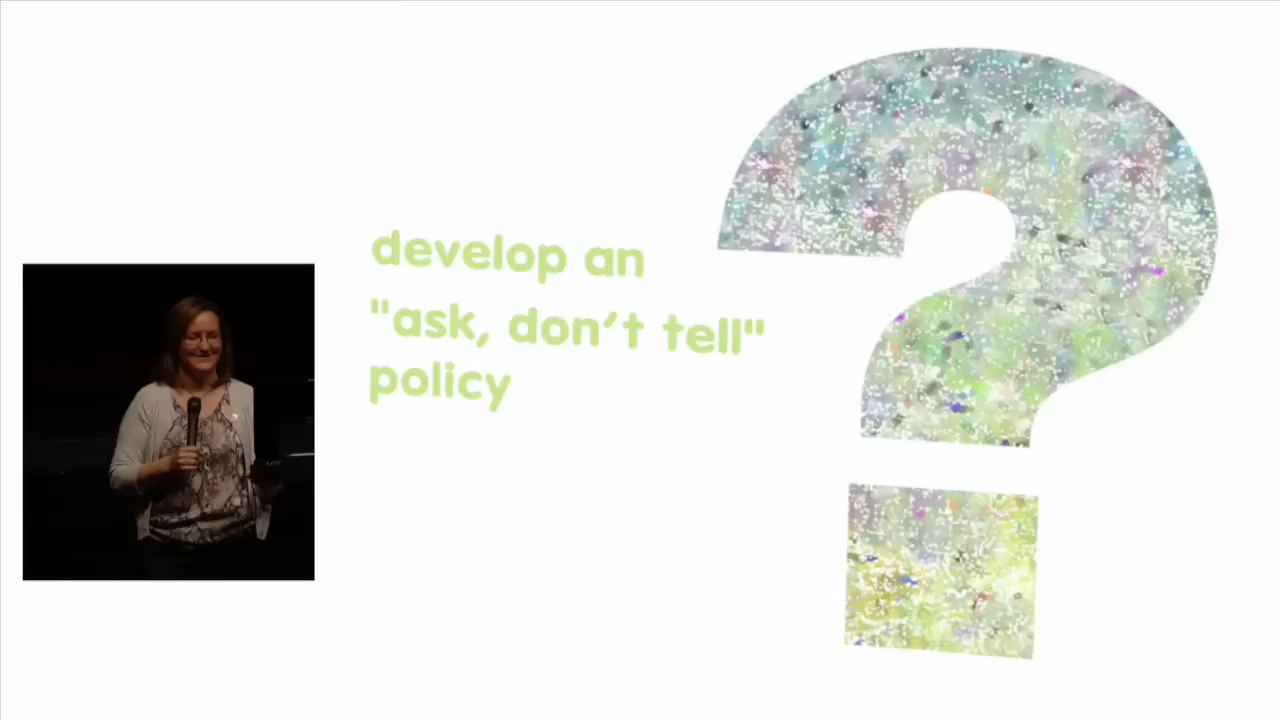 develop an
"ask, don't tell"
policy